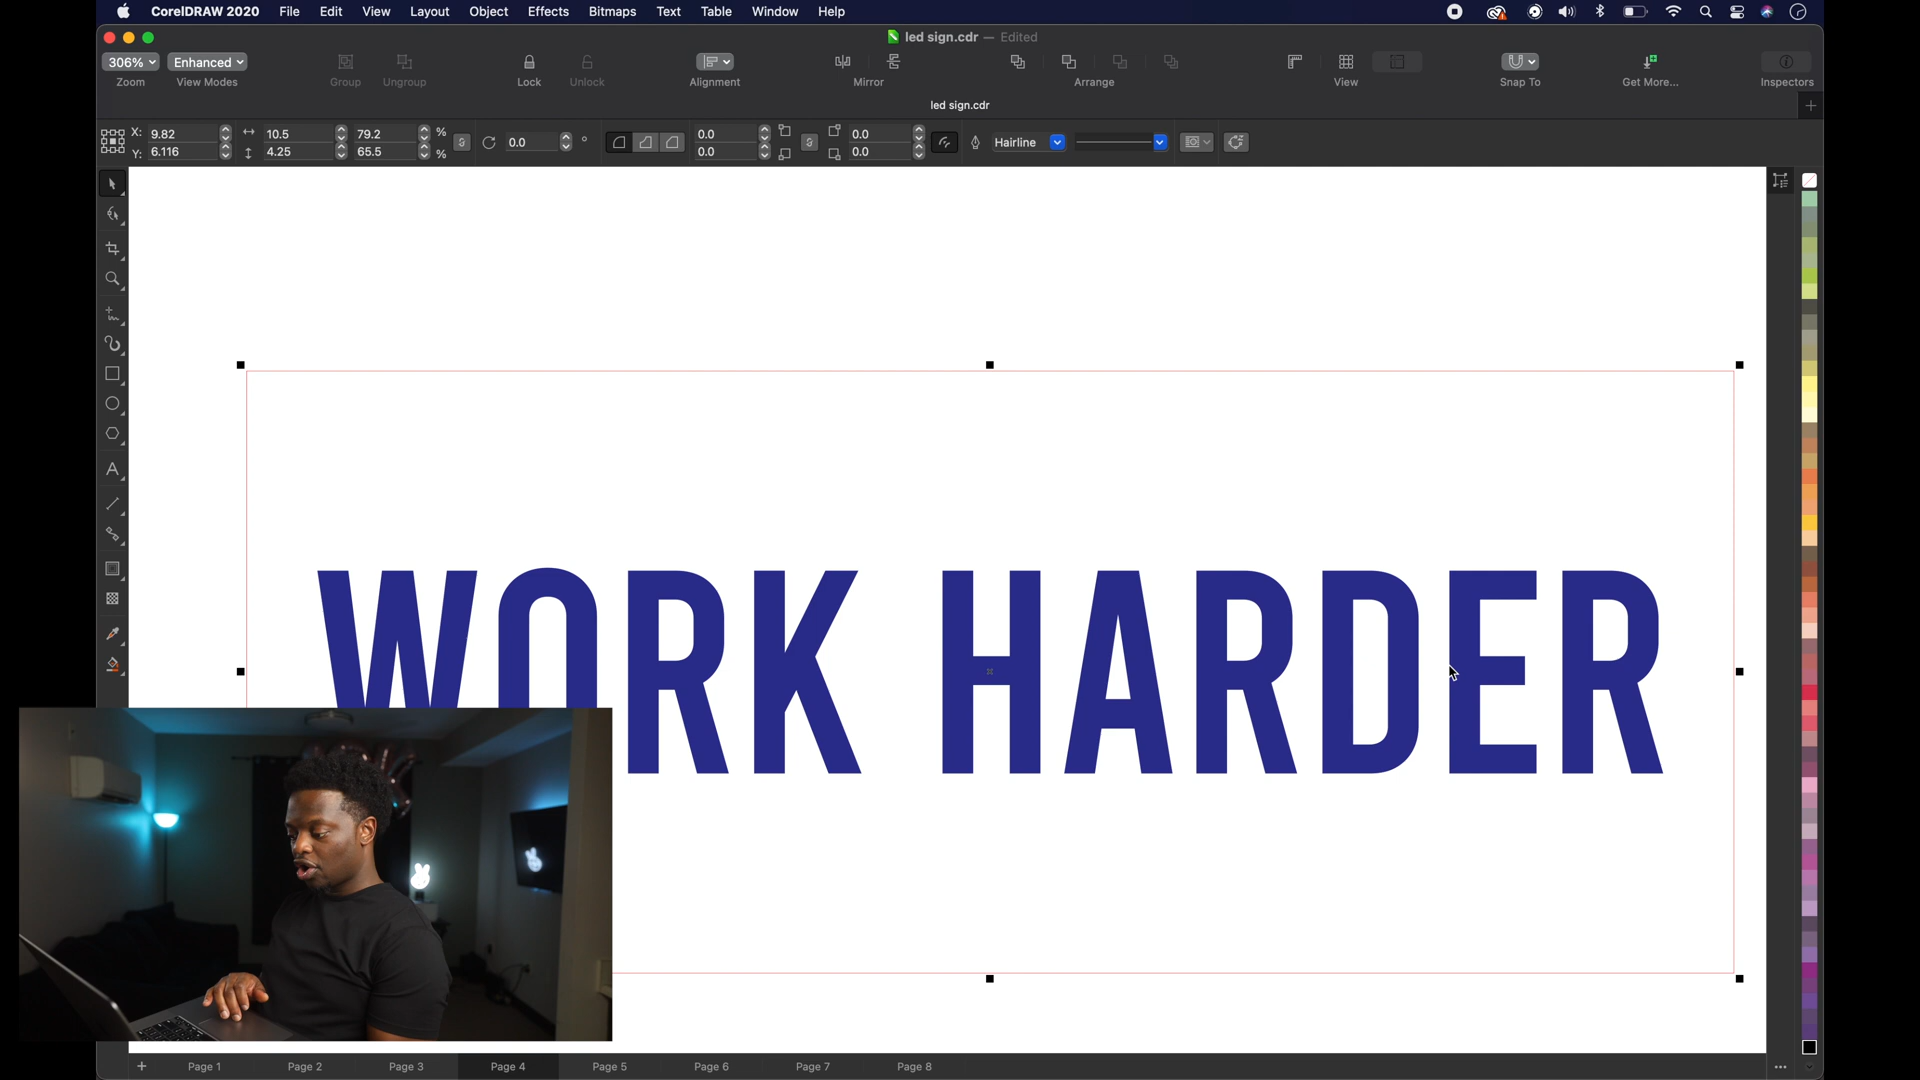 CorelDRAW 2020 File Edit View Layout Object Effects Bitmaps Text Table Window Help
led sign.cdr — Edited
306% Enhanced
Zoom View Modes Group Ungroup Lock Unlock Alignment Mirror Arrange View Snap To Get More... Inspectors
led sign.cdr
X: 9.82 10.5 79.2 % 0.0 ° 0.0 0.0 Hairline
Y: 6.116 4.25 65.5 % 0.0 0.0
WORK HARDER
Page 1 Page 2 Page 3 Page 4 Page 5 Page 6 Page 7 Page 8